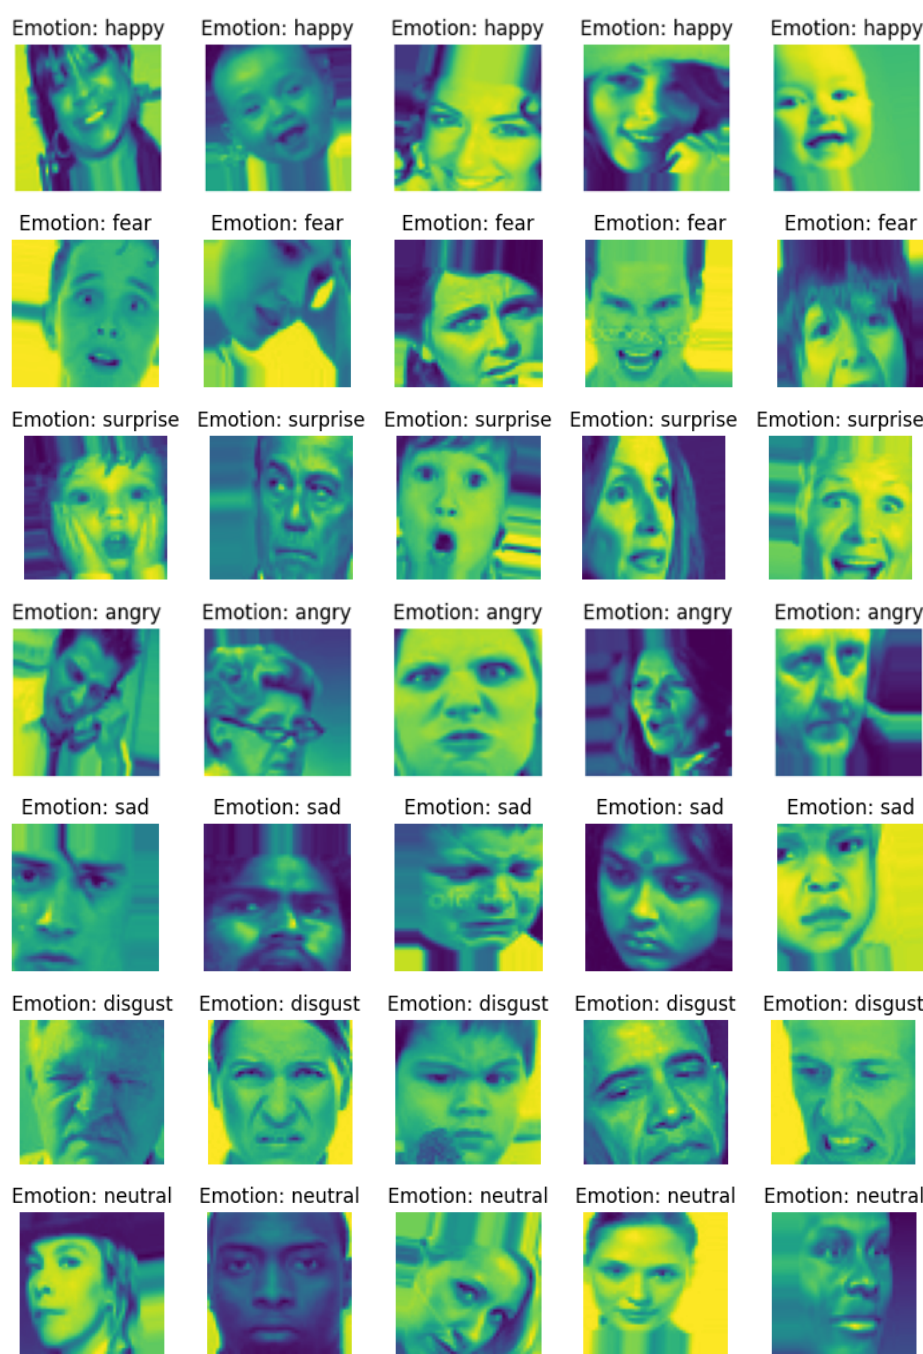 Emotion: happy Emotion: happy Emotion: happy Emotion: happy Emotion: happy
Emotion: fear Emotion: fear Emotion: fear Emotion: fear Emotion: fear
Emotion: surprise Emotion: surprise Emotion: surprise Emotion: surprise Emotion: surprise
Emotion: angry Emotion: angry Emotion: angry Emotion: angry Emotion: angry
Emotion: sad Emotion: sad Emotion: sad Emotion: sad Emotion: sad
Emotion: disgust Emotion: disgust Emotion: disgust Emotion: disgust Emotion: disgust
Emotion: neutral Emotion: neutral Emotion: neutral Emotion: neutral Emotion: neutral